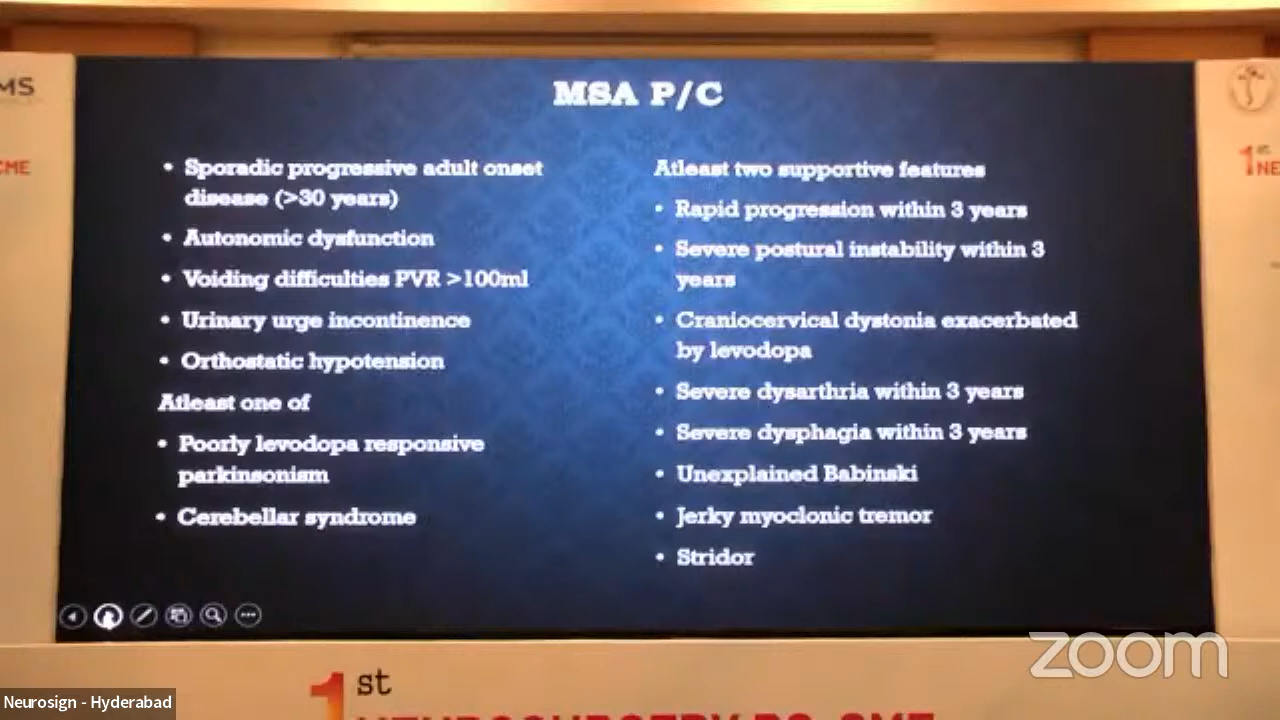 MS
CME
MSA P/C
• Sporadic progressive adult onset
disease (>30 years)
• Autonomic dysfunction
• Voiding difficulties PVR >100ml
• Urinary urge incontinence
• Orthostatic hypotension
Atleast one of
• Poorly levodopa responsive
parkinsonism
• Cerebellar syndrome
Atleast two supportive features
• Rapid progression within 3 years
• Severe postural instability within 3
years
• Craniocervical dystonia exacerbated
by levodopa
• Severe dysarthria within 3 years
• Severe dysphagia within 3 years
• Unexplained Babinski
• Jerky myoclonic tremor
• Stridor
1st
NE
zoom
1st
Neurosign - Hyderabad